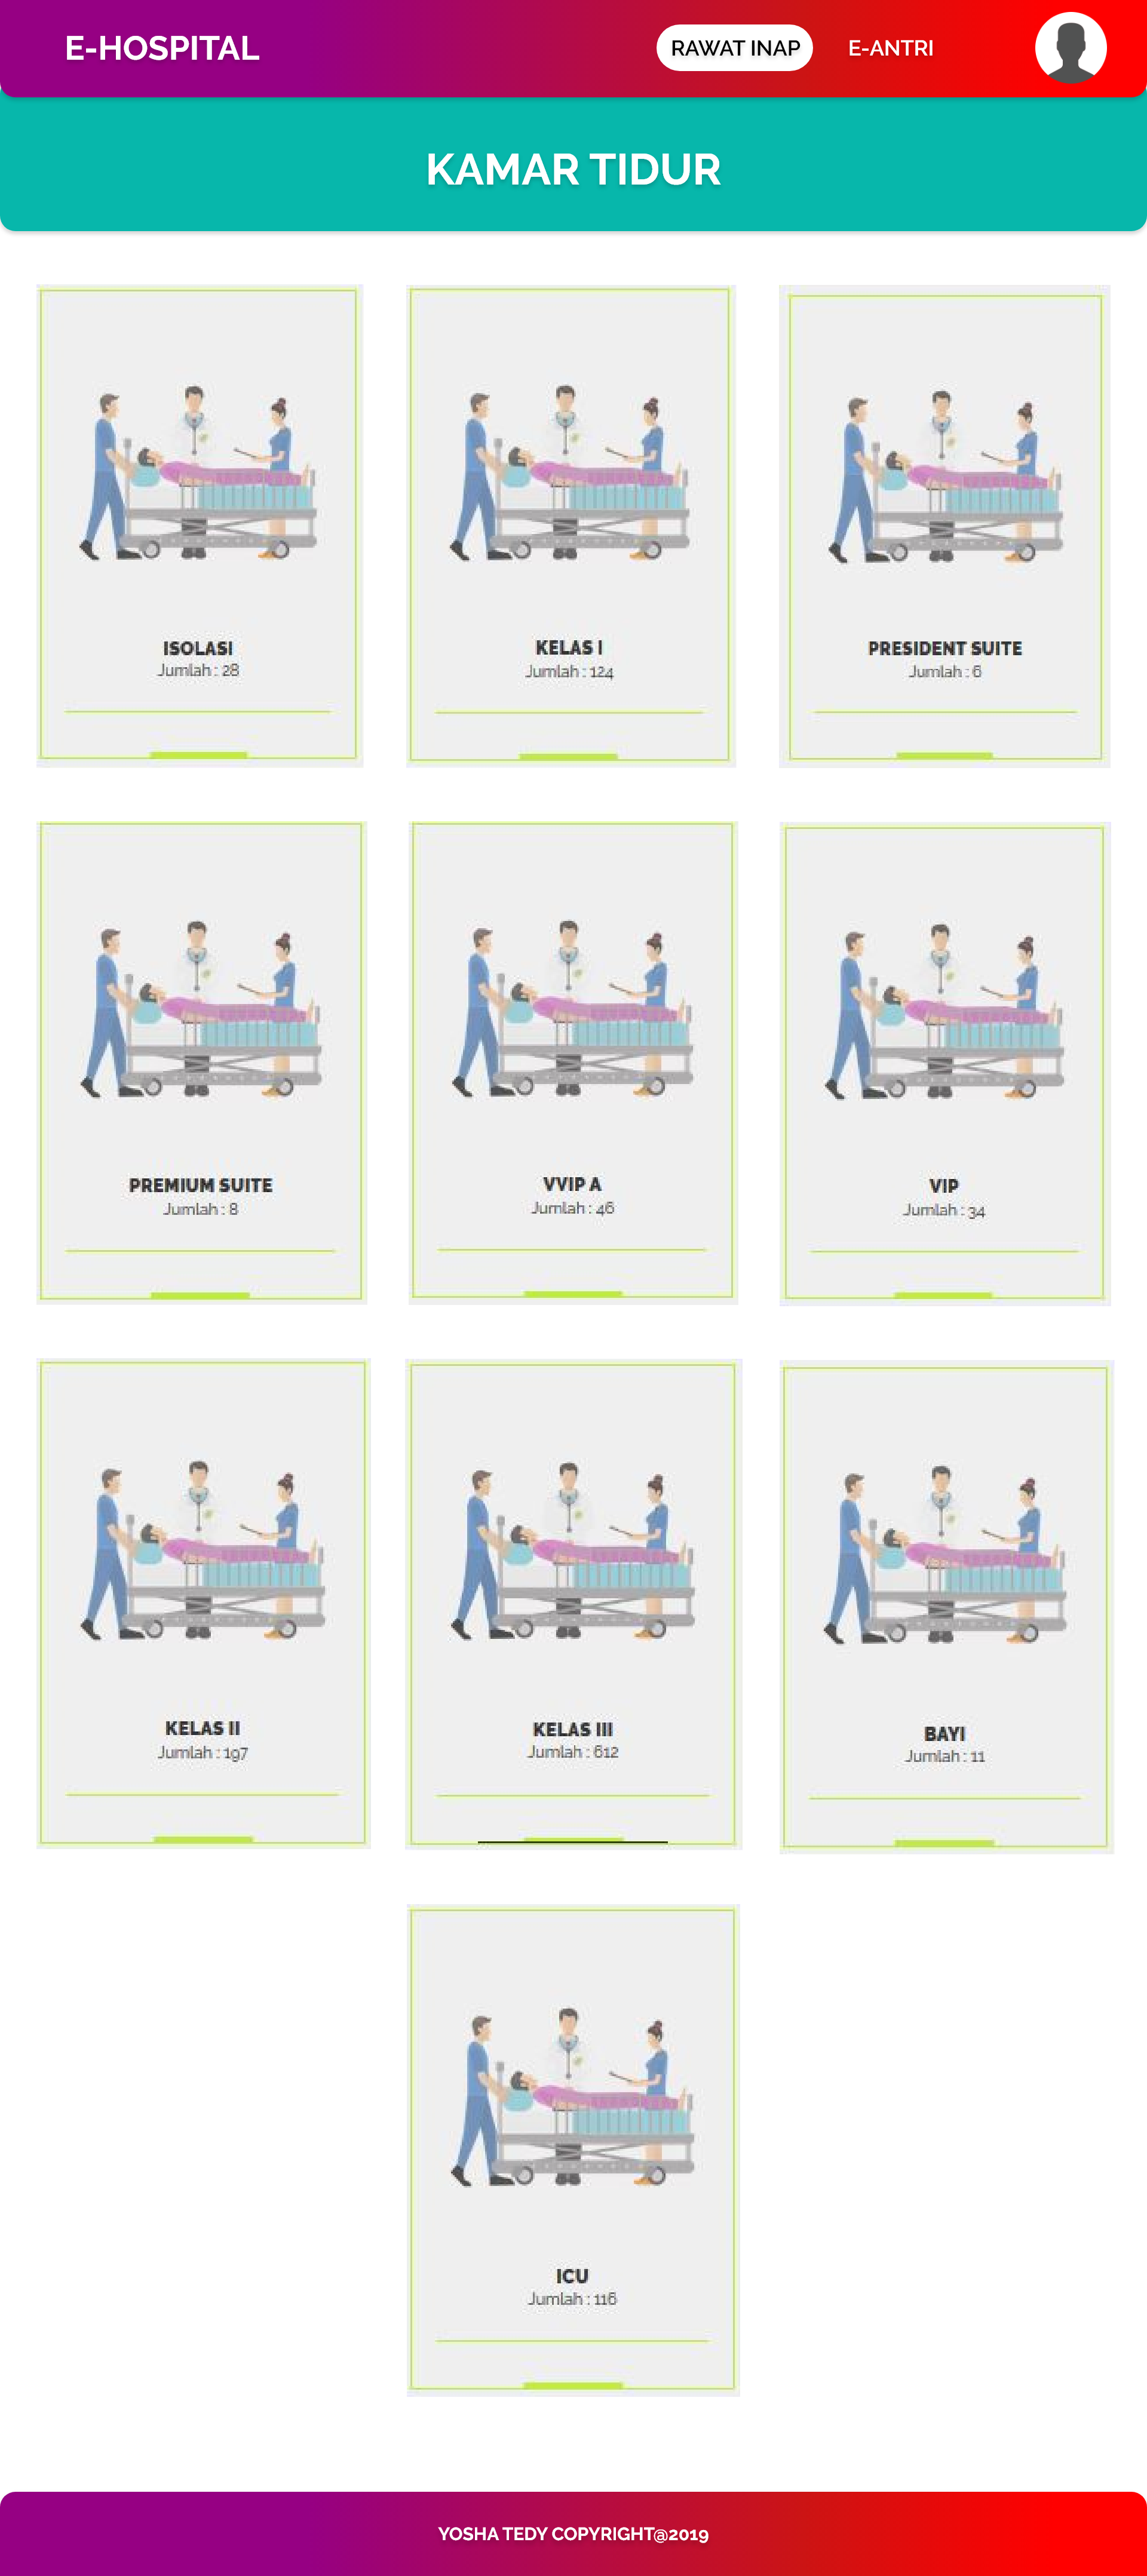 E-HOSPITAL
RAWAT INAP
E-ANTRI
KAMAR TIDUR
ISOLASI
Jumlah : 28
KELAS I
Jumlah : 124
PRESIDENT SUITE
Jumlah : 6
PREMIUM SUITE
Jumlah : 8
VVIP A
Jumlah : 46
VIP
Jumlah : 34
KELAS II
Jumlah : 197
KELAS III
Jumlah : 612
BAYI
Jumlah : 11
ICU
Jumlah : 116
YOSHA TEDY COPYRIGHT@2019